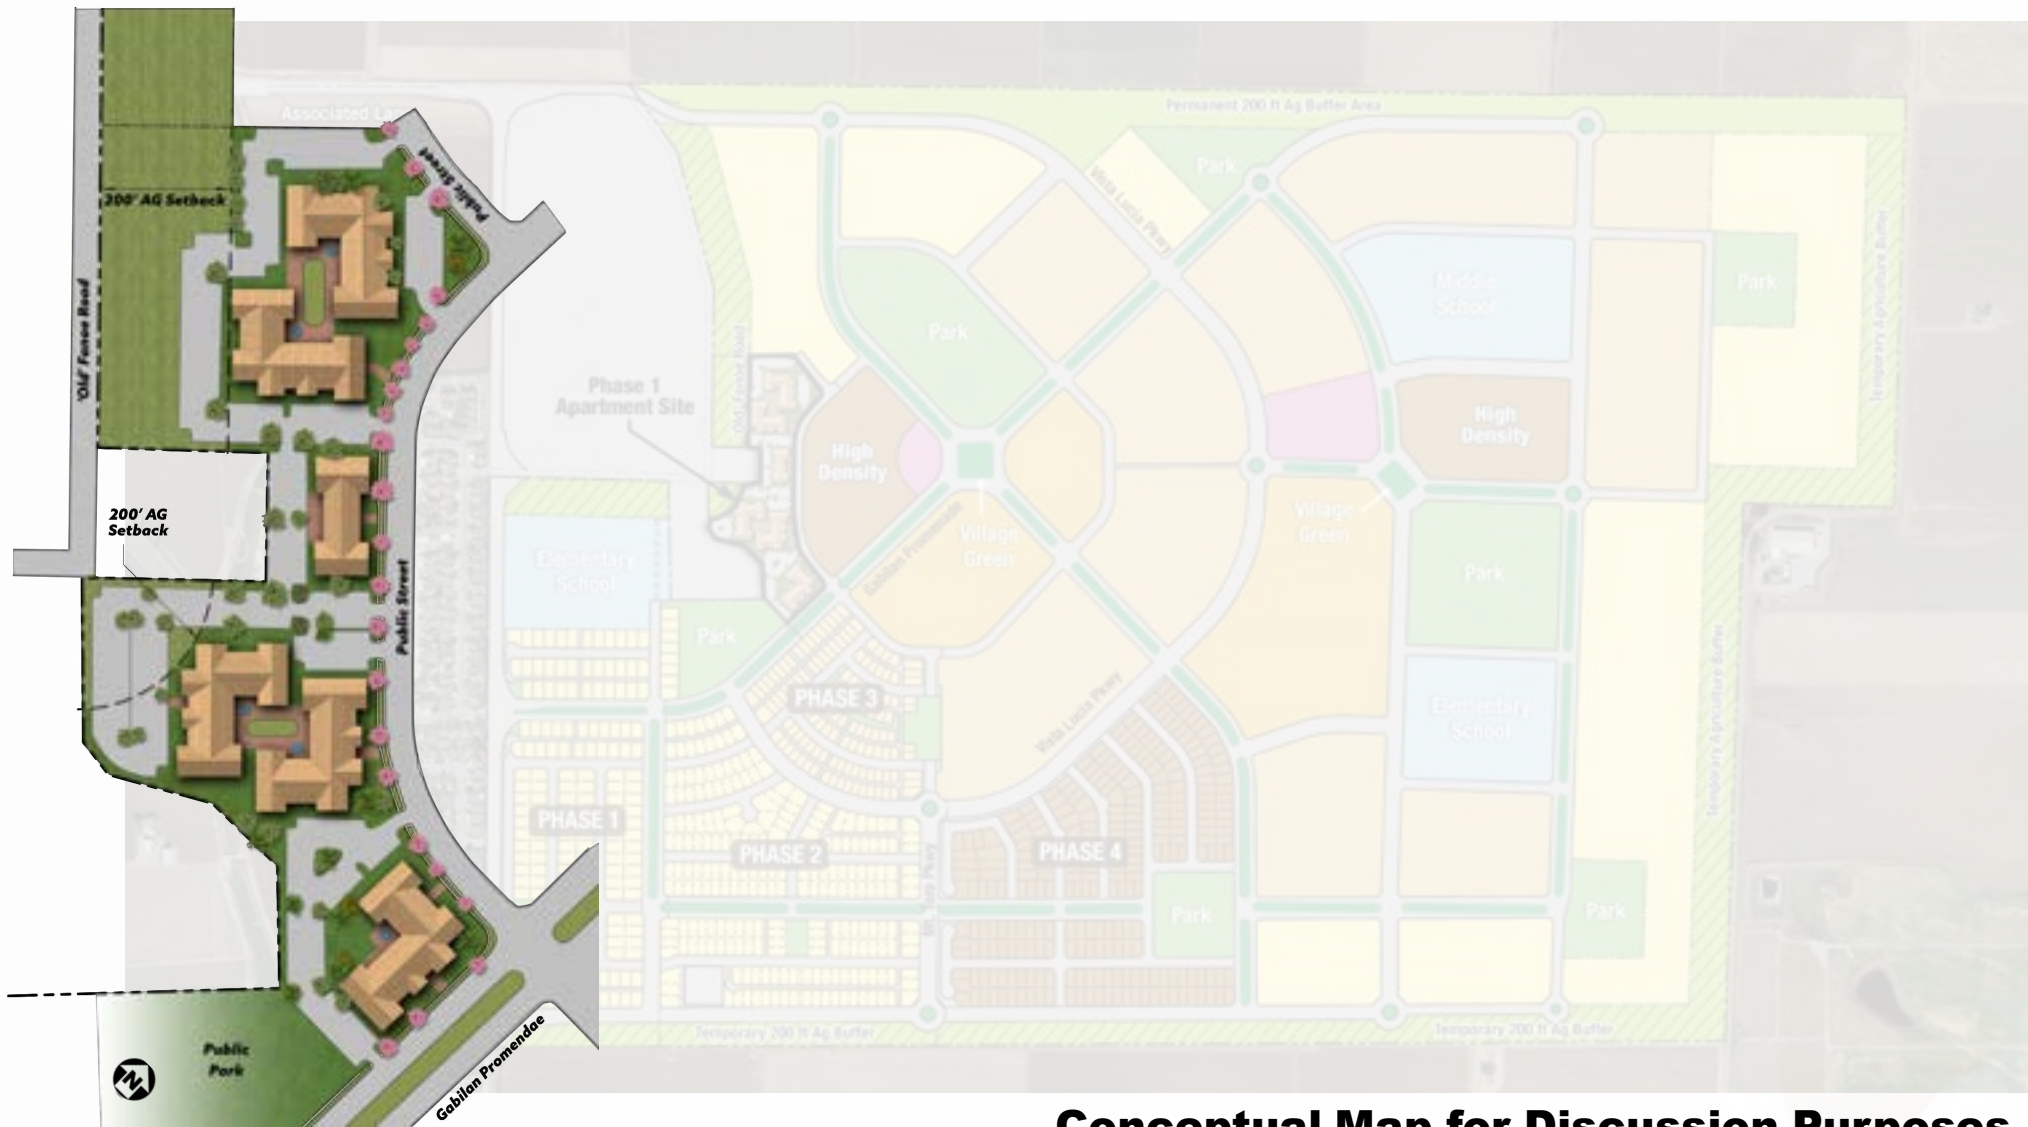 Associated La
Permanent 200 ft Ag Buffer Area
Public Street
Park
Vista Lucia Pkwy
200' AG Setback
Temporary Agriculture Buffer
Middle
School
Park
Park
'Old' Fanoe Road
Old Fanoe Road
Phase 1
Apartment Site
High
Density
High
Density
200' AG
Setback
Village
Green
Village
Green
Gabilan Promenade
Elementary
School
Park
Public Street
Park
PHASE 3
Vista Lucia Pkwy
Elementary
School
Temporary Agriculture Buffer
PHASE 1
PHASE 2
PHASE 4
Pkwy
Park
Park
Temporary 200 ft Ag Buffer
Temporary 200 ft Ag Buffer
Public
Park
N
Gabilan Promendae
Conceptual Map for Discussion Purposes